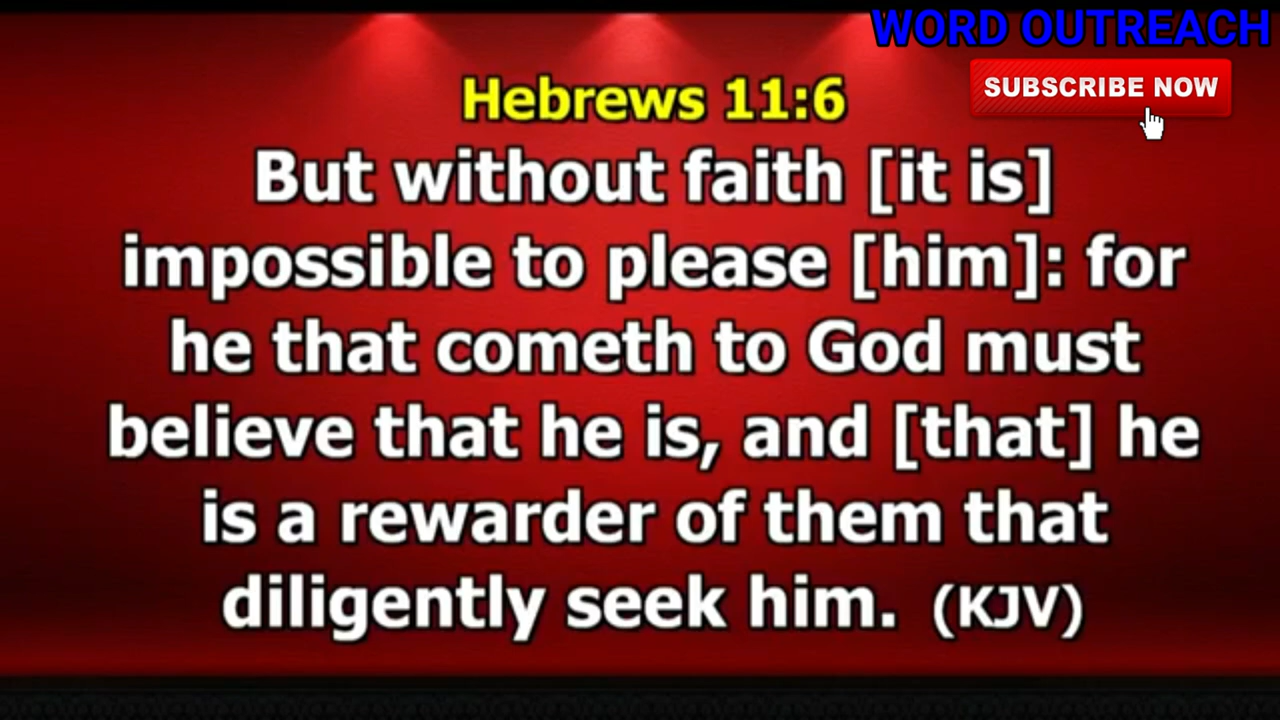 WORD OUTREACH
SUBSCRIBE NOW
Hebrews 11:6
But without faith [it is]
impossible to please [him]: for
he that cometh to God must
believe that he is, and [that] he
is a rewarder of them that
diligently seek him. (KJV)